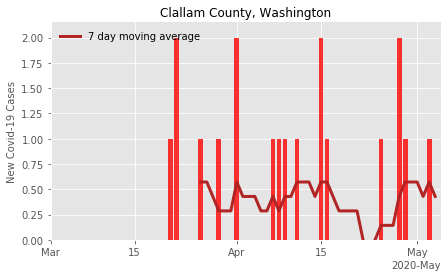 Clallam County, Washington
7 day moving average
New Covid-19 Cases
2.00
1.75
1.50
1.25
1.00
0.75
0.50
0.25
0.00
Mar 15 Apr 15 May
2020-May